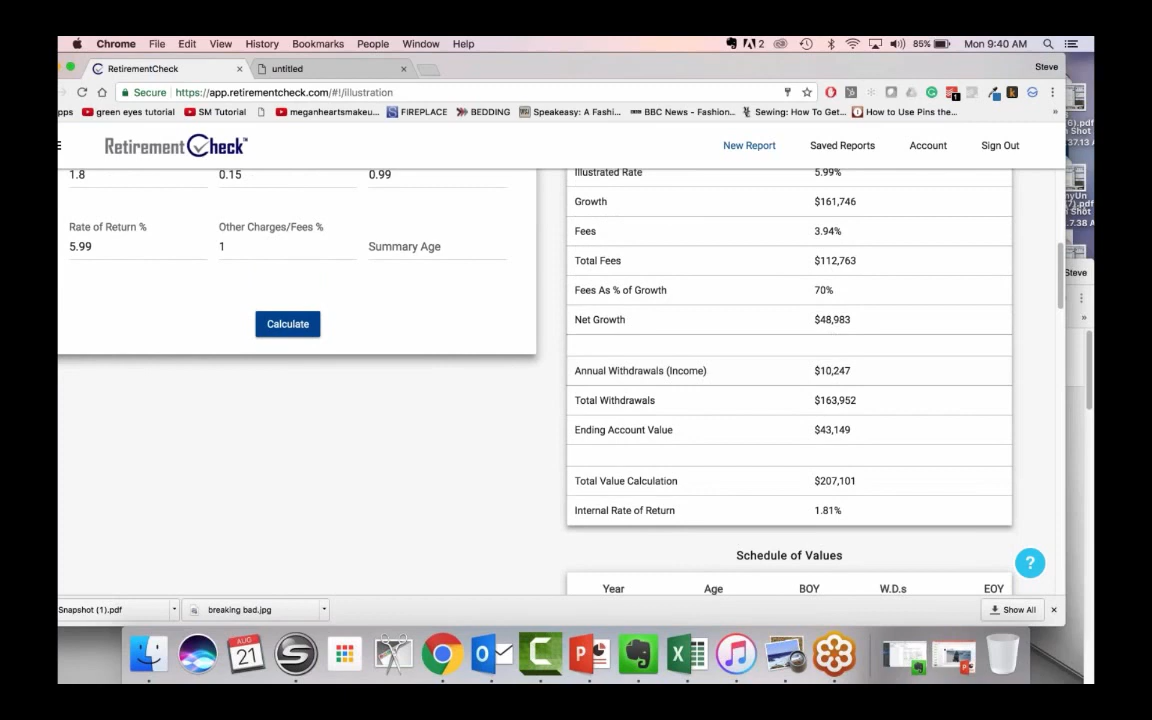 Chrome File Edit View History Bookmarks People Window Help 2 85% Mon 9:40 AM
RetirementCheck untitled Steve
Secure https://app.retirementcheck.com/#!/illustration
pps green eyes tutorial SM Tutorial meganheartsmakeu... FIREPLACE BEDDING Speakeasy: A Fashi... BBC News - Fashion... Sewing: How To Get... How to Use Pins the...
RetirementCheck™ New Report Saved Reports Account Sign Out
1.8 0.15 0.99
Rate of Return % Other Charges/Fees %
5.99 1 Summary Age
Calculate
Illustrated Rate 5.99%
Growth $161,746
Fees 3.94%
Total Fees $112,763
Fees As % of Growth 70%
Net Growth $48,983
Annual Withdrawals (Income) $10,247
Total Withdrawals $163,952
Ending Account Value $43,149
Total Value Calculation $207,101
Internal Rate of Return 1.81%
Schedule of Values
Year Age BOY W.D.s EOY
?
Snapshot (1).pdf breaking bad.jpg Show All
AUG
21
Steve